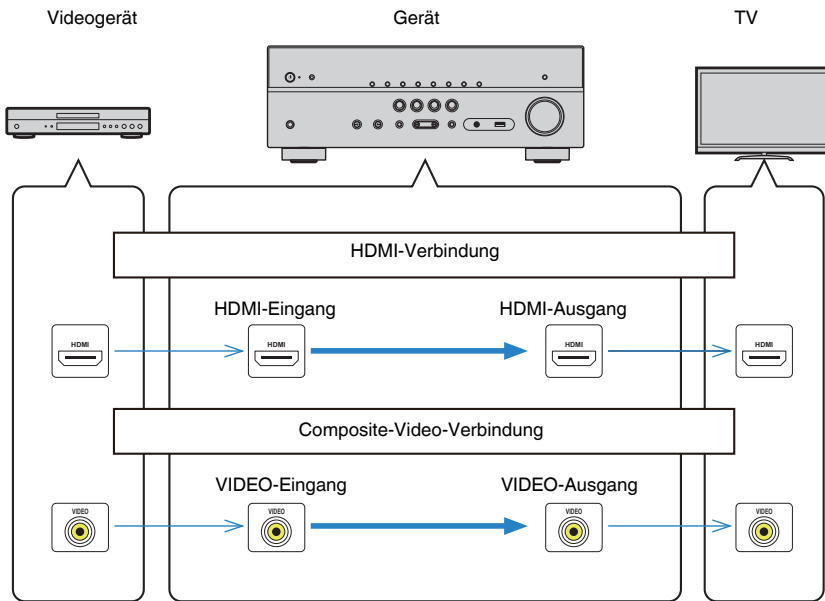 Videogerät
Gerät
TV
HDMI-Verbindung
HDMI-Eingang
HDMI-Ausgang
HDMI
HDMI
HDMI
HDMI
Composite-Video-Verbindung
VIDEO-Eingang
VIDEO-Ausgang
VIDEO
VIDEO
VIDEO
VIDEO